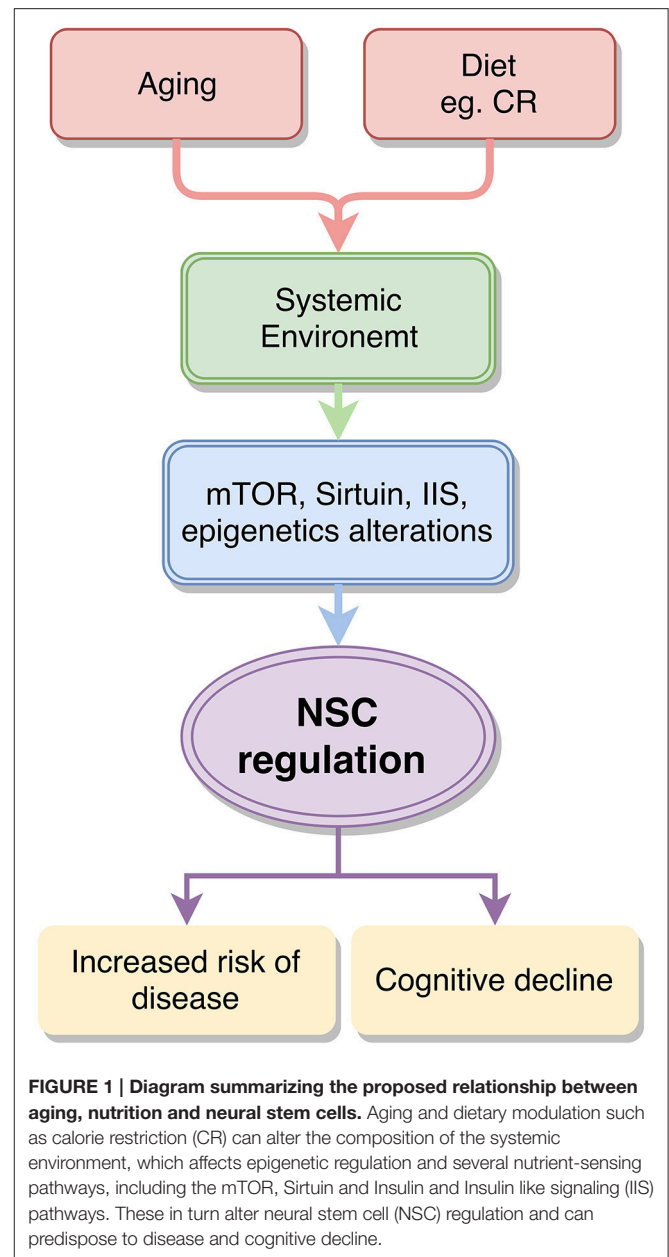 Aging
Diet
eg. CR
Systemic
Environemt
mTOR, Sirtuin, IIS,
epigenetics alterations
NSC
regulation
Increased risk of
disease
Cognitive decline
FIGURE 1 | Diagram summarizing the proposed relationship between
aging, nutrition and neural stem cells. Aging and dietary modulation such
as calorie restriction (CR) can alter the composition of the systemic
environment, which affects epigenetic regulation and several nutrient-sensing
pathways, including the mTOR, Sirtuin and Insulin and Insulin like signaling (IIS)
pathways. These in turn alter neural stem cell (NSC) regulation and can
predispose to disease and cognitive decline.